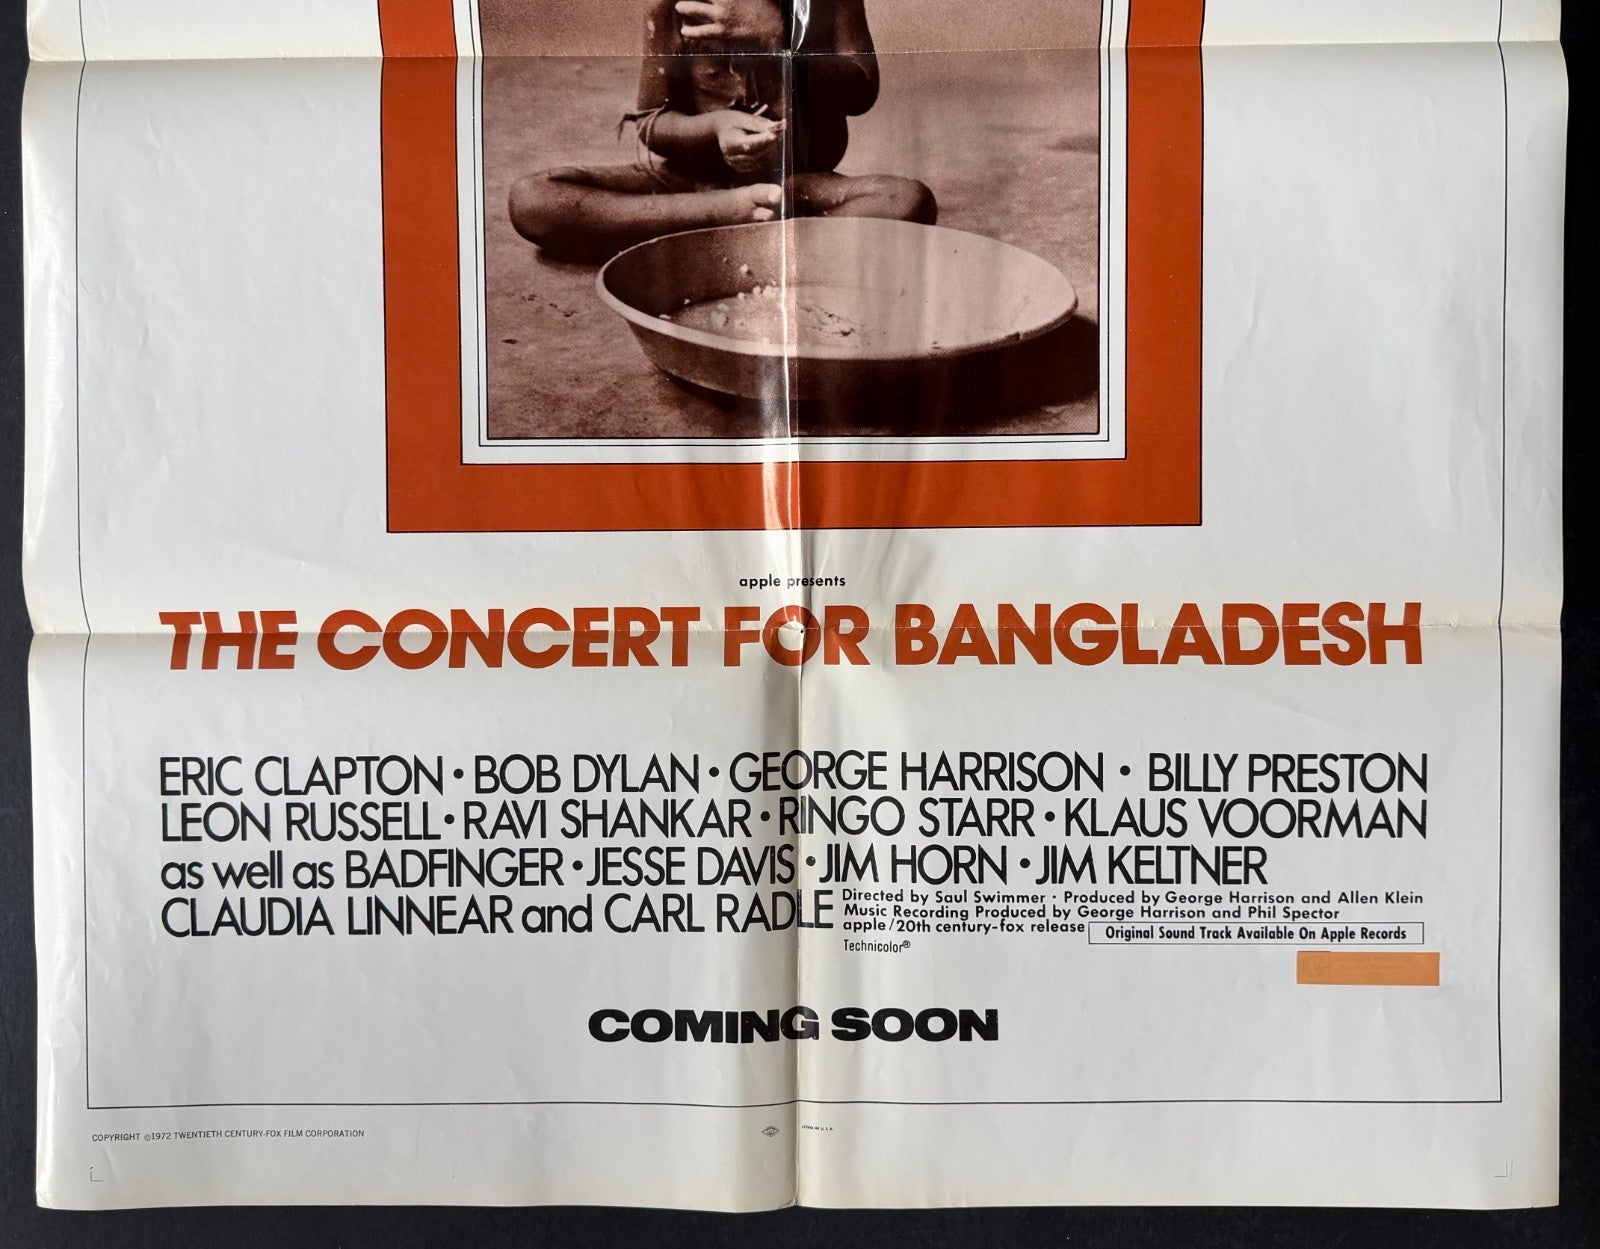 apple presents
THE CONCERT FOR BANGLADESH
ERIC CLAPTON • BOB DYLAN • GEORGE HARRISON • BILLY PRESTON
LEON RUSSELL • RAVI SHANKAR • RINGO STARR • KLAUS VOORMAN
as well as BADFINGER • JESSE DAVIS • JIM HORN • JIM KELTNER
CLAUDIA LINNEAR and CARL RADLE
Directed by Saul Swimmer • Produced by George Harrison and Allen Klein
Music Recording Produced by George Harrison and Phil Spector
apple/20th century-fox release
Original Sound Track Available On Apple Records
Technicolor®
COMING SOON
COPYRIGHT ©1972 TWENTIETH CENTURY-FOX FILM CORPORATION
IN U.S.A.